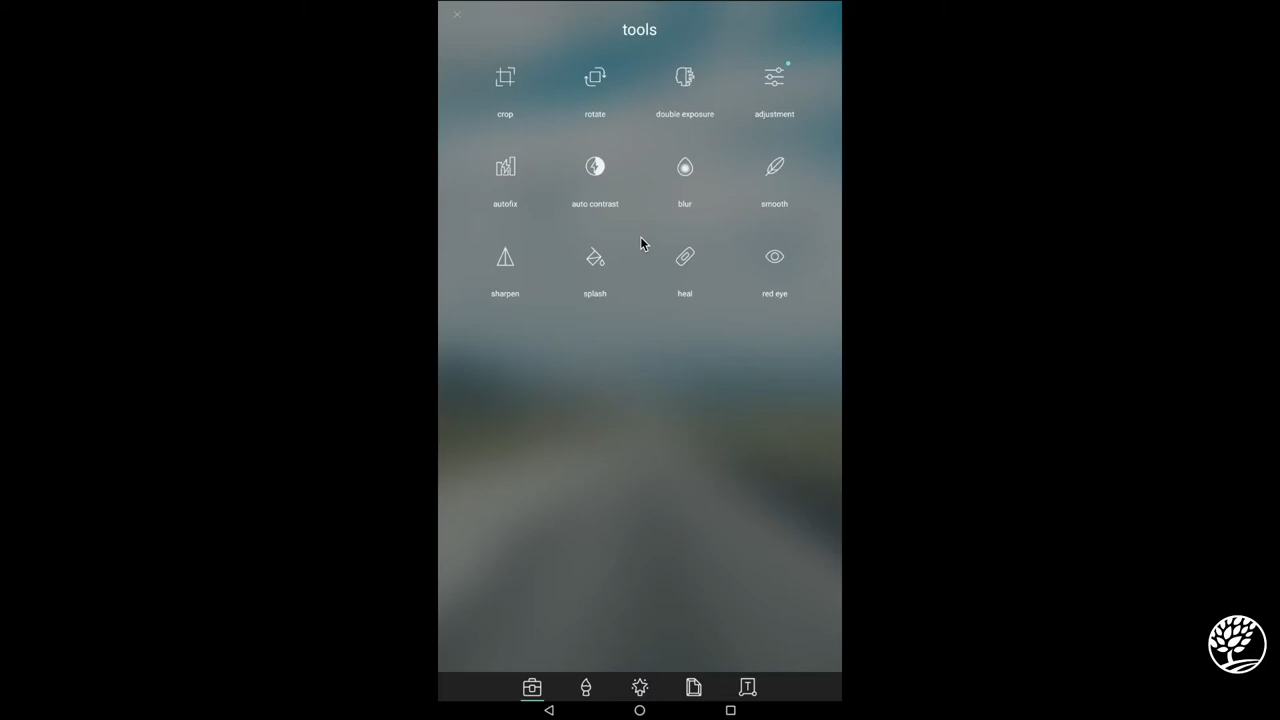 tools
crop rotate double exposure adjustment
autofix auto contrast blur smooth
sharpen splash heal red eye
T